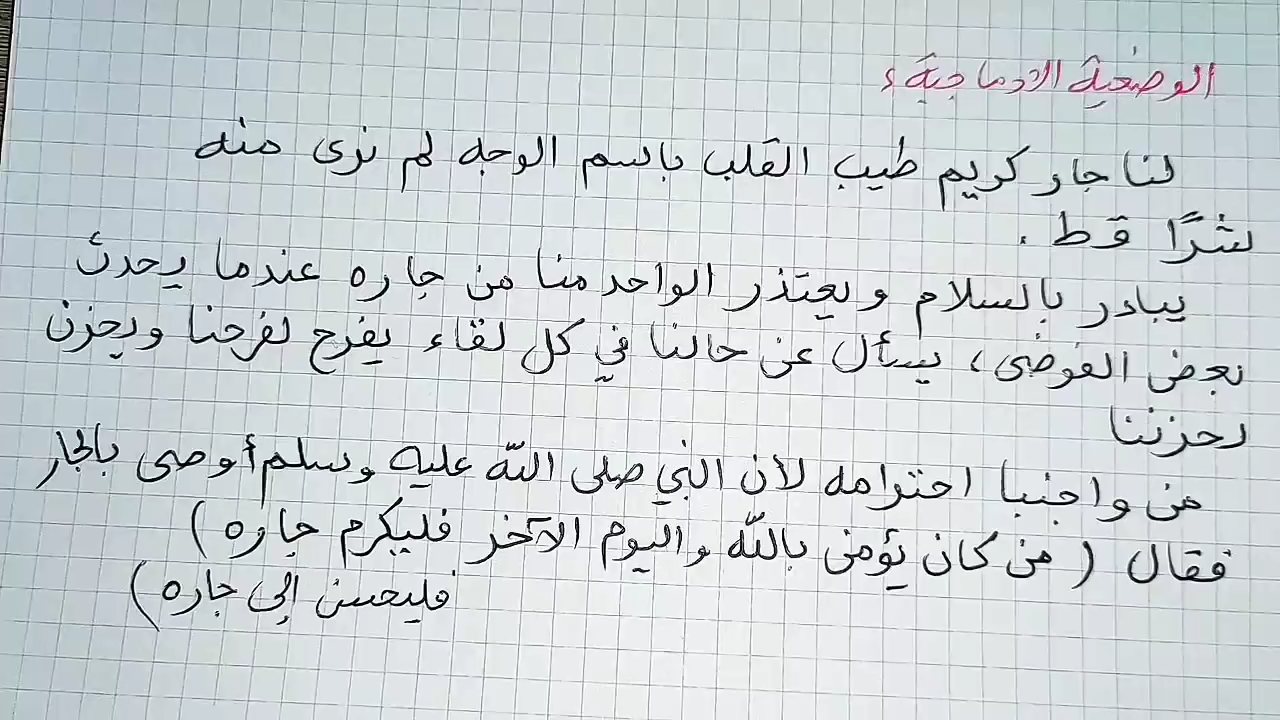 الوضعية الادماجية:
لنا جار كريم طيب القلب باسم الوجه لم نرى منه
شرًا قط .
يبادر بالسلام ويعتذر الواحد منا من جاره عندما يحدث
بعض الفوضى، يسأل عن حالنا في كل لقاء يفرح لفرحنا ويحزن
لحزننا
من واجبنا احترامه لأن النبي صلى الله عليه وسلم أوصى بالجار
فقال ( من كان يؤمن بالله واليوم الآخر فليكرم جاره)
فليحسن إلى جاره)